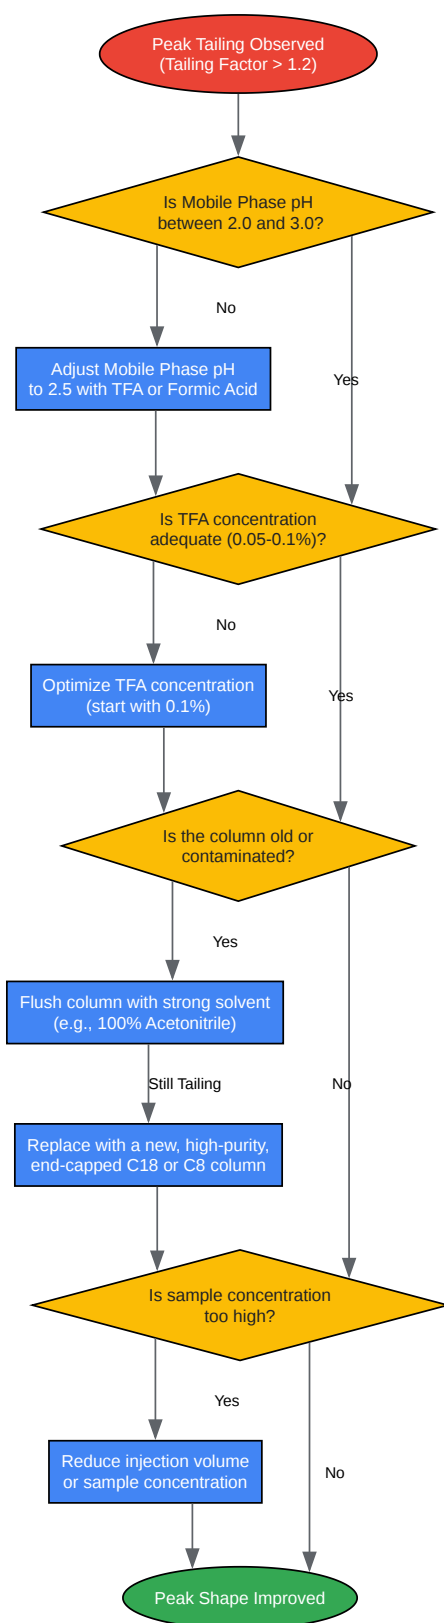 Peak Tailing Observed
(Tailing Factor > 1.2)
Is Mobile Phase pH
between 2.0 and 3.0?
No
Adjust Mobile Phase pH
to 2.5 with TFA or Formic Acid
Yes
Is TFA concentration
adequate (0.05-0.1%)?
No
Optimize TFA concentration
(start with 0.1%)
Yes
Is the column old or
contaminated?
Yes
Flush column with strong solvent
(e.g., 100% Acetonitrile)
Still Tailing
No
Replace with a new, high-purity,
end-capped C18 or C8 column
Is sample concentration
too high?
Yes
Reduce injection volume
or sample concentration
No
Peak Shape Improved